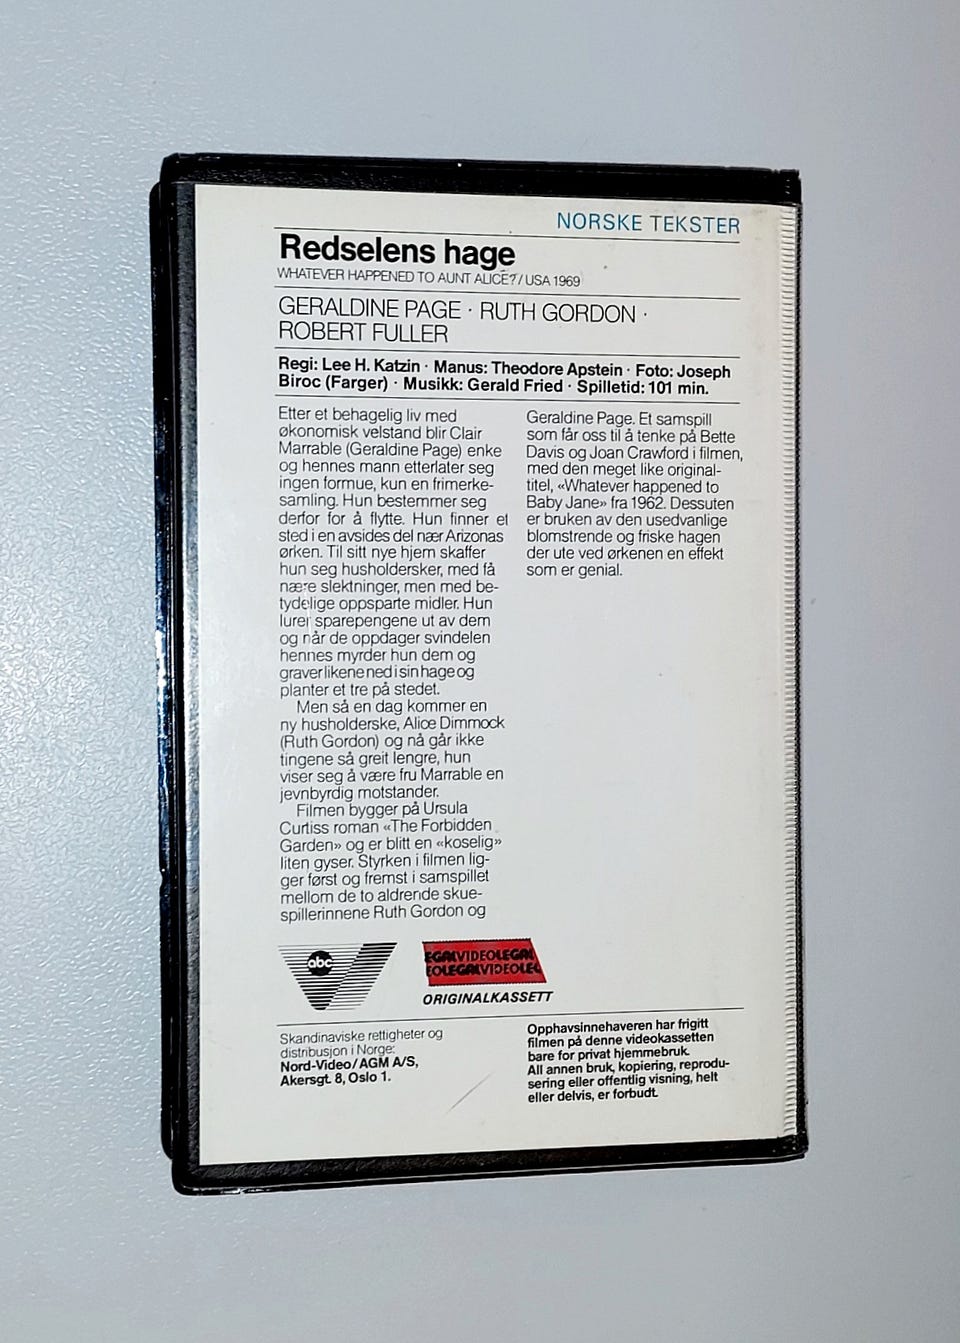 NORSKE TEKSTER
Redselens hage
WHATEVER HAPPENED TO AUNT ALICE? / USA 1969
GERALDINE PAGE · RUTH GORDON ·
ROBERT FULLER
Regi: Lee H. Katzin · Manus: Theodore Apstein · Foto: Joseph
Biroc (Farger) · Musikk: Gerald Fried · Spilletid: 101 min.
Etter et behagelig liv med
økonomisk velstand blir Clair
Marrable (Geraldine Page) enke
og hennes mann etterlater seg
ingen formue, kun en frimerke-
samling. Hun bestemmer seg
derfor for å flytte. Hun finner et
sted i en avsides del nær Arizonas
ørken. Til sitt nye hjem skaffer
hun seg husholdersker, med få
nære slektninger, men med be-
tydelige oppsparte midler. Hun
lurer sparepengene ut av dem
og når de oppdager svindelen
hennes myrder hun dem og
graver likene ned i sin hage og
planter et tre på stedet.
Men så en dag kommer en
ny husholderske, Alice Dimmock
(Ruth Gordon) og nå går ikke
tingene så greit lengre, hun
viser seg å være fru Marrable en
jevnbyrdig motstander.
Filmen bygger på Ursula
Curtiss roman «The Forbidden
Garden» og er blitt en «koselig»
liten gyser. Styrken i filmen lig-
ger først og fremst i samspillet
mellom de to aldrende skue-
spillerinnene Ruth Gordon og
Geraldine Page. Et samspill
som får oss til å tenke på Bette
Davis og Joan Crawford i filmen,
med den meget like original-
titel, «Whatever happened to
Baby Jane» fra 1962. Dessuten
er bruken av den usedvanlige
blomstrende og friske hagen
der ute ved ørkenen en effekt
som er genial.
abc
EGALVIDEOLEGAL
EOLEGALVIDEOLEG
ORIGINALKASSETT
Skandinaviske rettigheter og
distribusjon i Norge:
Nord-Video/AGM A/S,
Akersgt. 8, Oslo 1.
Opphavsinnehaveren har frigitt
filmen på denne videokassetten
bare for privat hjemmebruk.
All annen bruk, kopiering, reprodu-
sering eller offentlig visning, helt
eller delvis, er forbudt.